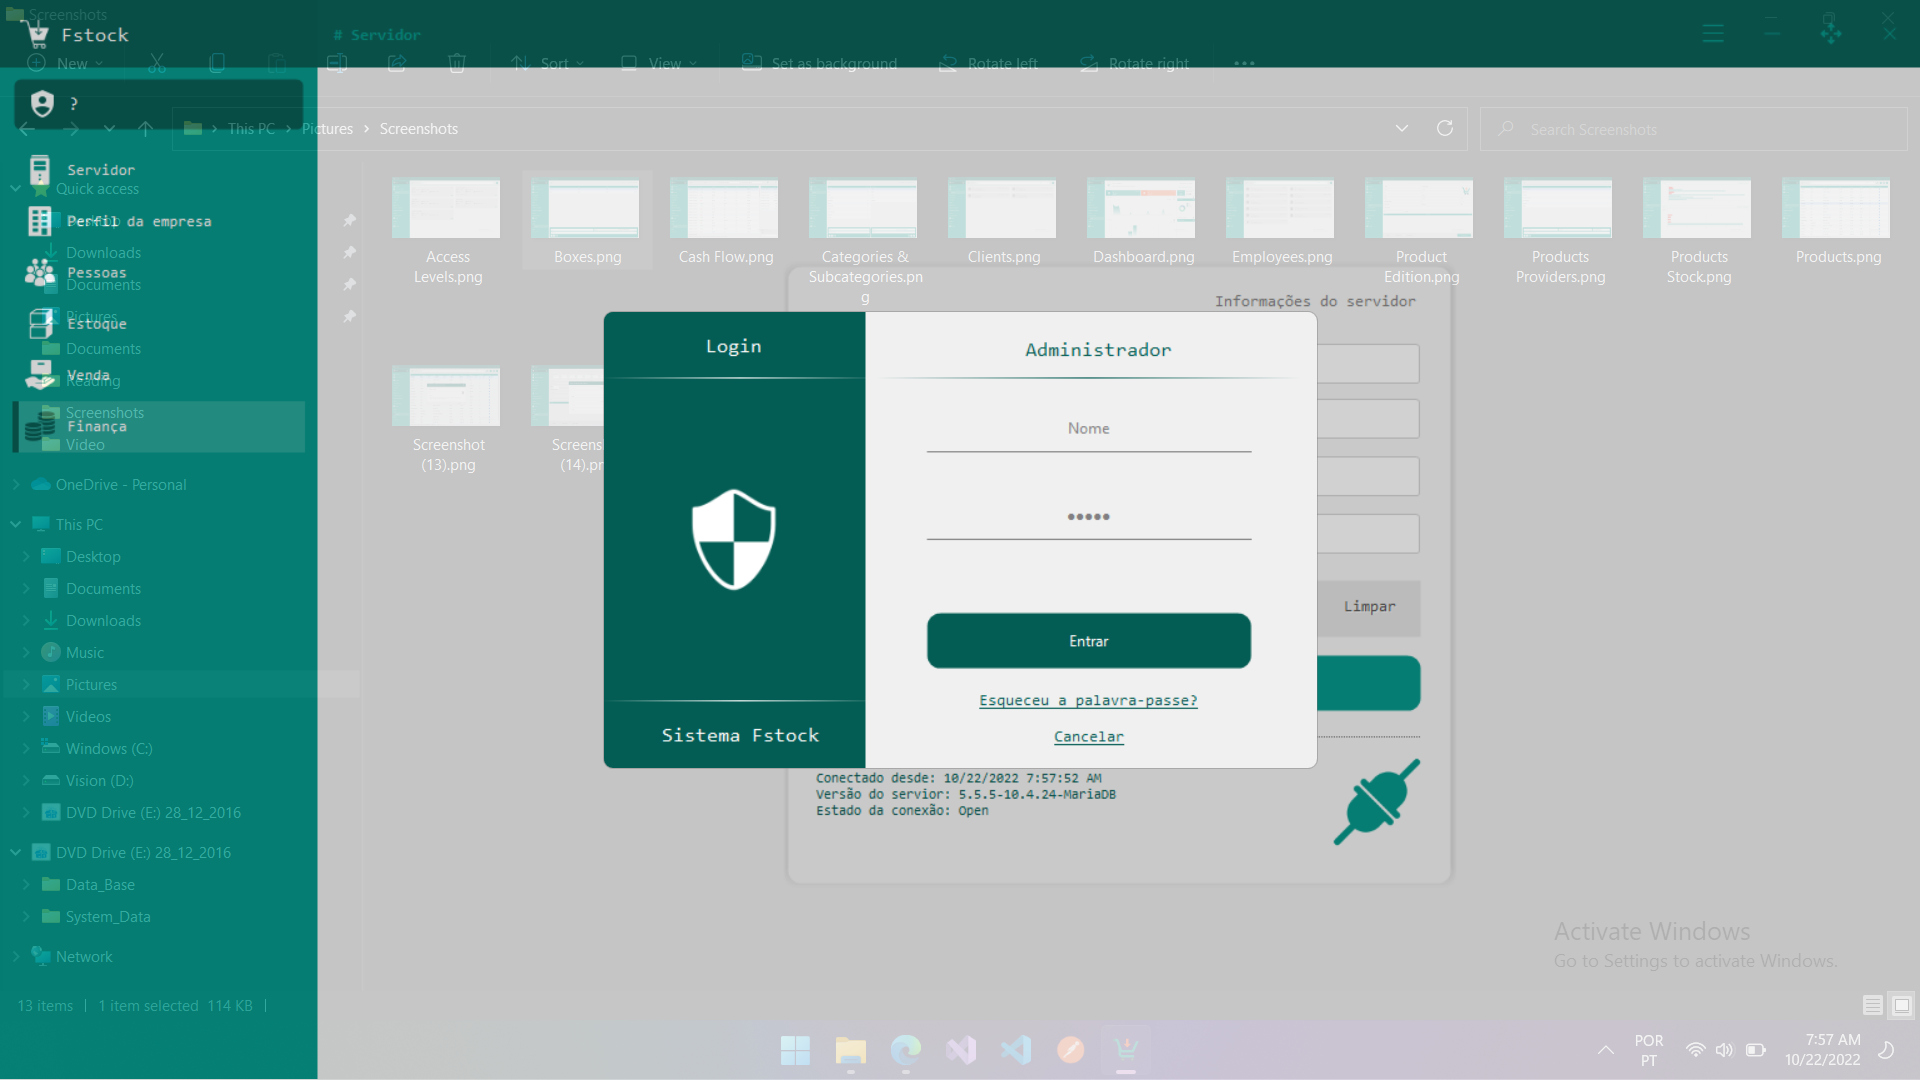 Screenshots
Fstock
# Servidor
New
Sort
View
Set as background
Rotate left
Rotate right
?
This PC
Pictures
Screenshots
Search Screenshots
Servidor
Quick access
Perfil da empresa
Downloads
Pessoas
Documents
Pictures
Estoque
Documents
Venda
Reading
Screenshots
Finança
Video
OneDrive - Personal
This PC
Desktop
Documents
Downloads
Music
Pictures
Videos
Windows (C:)
Vision (D:)
DVD Drive (E:) 28_12_2016
DVD Drive (E:) 28_12_2016
Data_Base
System_Data
Network
13 items
1 item selected 114 KB
Access
Levels.png
Boxes.png
Cash Flow.png
Categories &
Subcategories.pn
g
Clients.png
Dashboard.png
Employees.png
Product
Edition.png
Products
Providers.png
Products
Stock.png
Products.png
Screenshot
(13).png
Informações do servidor
Limpar
Login
Sistema Fstock
Administrador
Nome
Entrar
Esqueceu a palavra-passe?
Cancelar
Conectado desde: 10/22/2022 7:57:52 AM
Versão do servior: 5.5.5-10.4.24-MariaDB
Estado da conexão: Open
Activate Windows
Go to Settings to activate Windows.
POR
PT
7:57 AM
10/22/2022